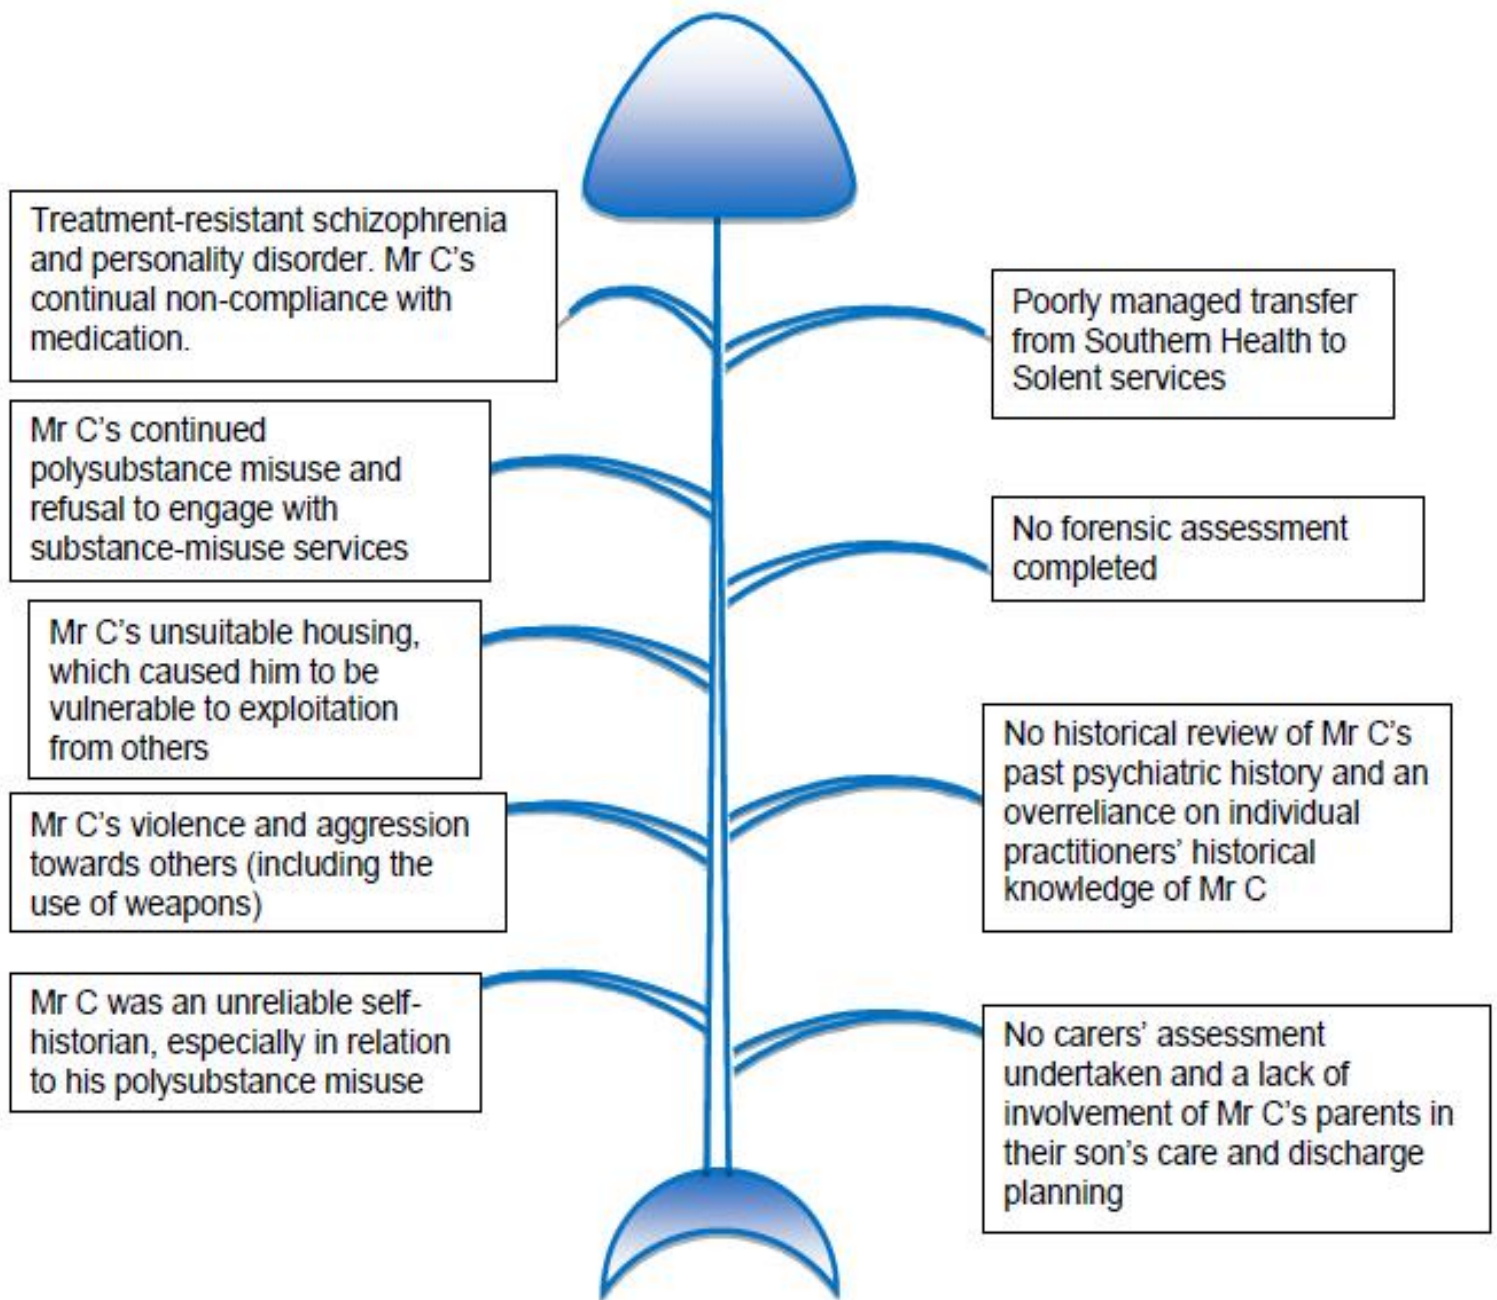 Treatment-resistant schizophrenia
and personality disorder. Mr C's
continual non-compliance with
medication.
Mr C's continued
polysubstance misuse and
refusal to engage with
substance-misuse services
Mr C's unsuitable housing,
which caused him to be
vulnerable to exploitation
from others
Mr C's violence and aggression
towards others (including the
use of weapons)
Mr C was an unreliable self-
historian, especially in relation
to his polysubstance misuse
Poorly managed transfer
from Southern Health to
Solent services
No forensic assessment
completed
No historical review of Mr C's
past psychiatric history and an
overreliance on individual
practitioners' historical
knowledge of Mr C
No carers' assessment
undertaken and a lack of
involvement of Mr C's parents in
their son's care and discharge
planning